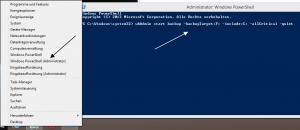 Programme und Features
Energieoptionen
Ereignisanzeige
System
Geräte-Manager
Netzwerkverbindungen
Datenträgerverwaltung
Computerverwaltung
Windows PowerShell
Windows PowerShell (Administrator)
Eingabeaufforderung
Eingabeaufforderung (Administrator)
Task-Manager
Systemsteuerung
Explorer
Suchen
Ausführen
Herunterfahren
Desktop
Administrator: Windows PowerShell
Windows PowerShell
Copyright (C) 2013 Microsoft Corporation. Alle Rechte vorbehalten.
PS C:\Windows\system32> wbAdmin start backup -backupTarget:F: -include:C: -allCritical -quiet